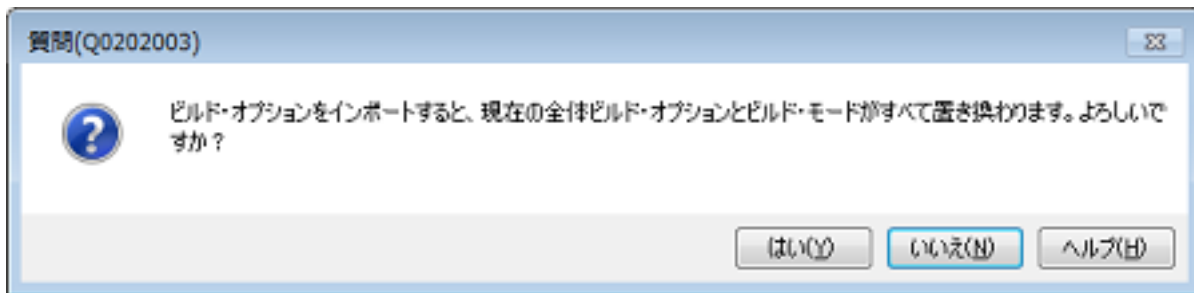 質問(Q0202003)
ビルド・オプションをインポートすると、現在の全体ビルド・オプションとビルド・モードがすべて置き換わります。よろしいで
すか？
はい(Y)
いいえ(N)
ヘルプ(H)